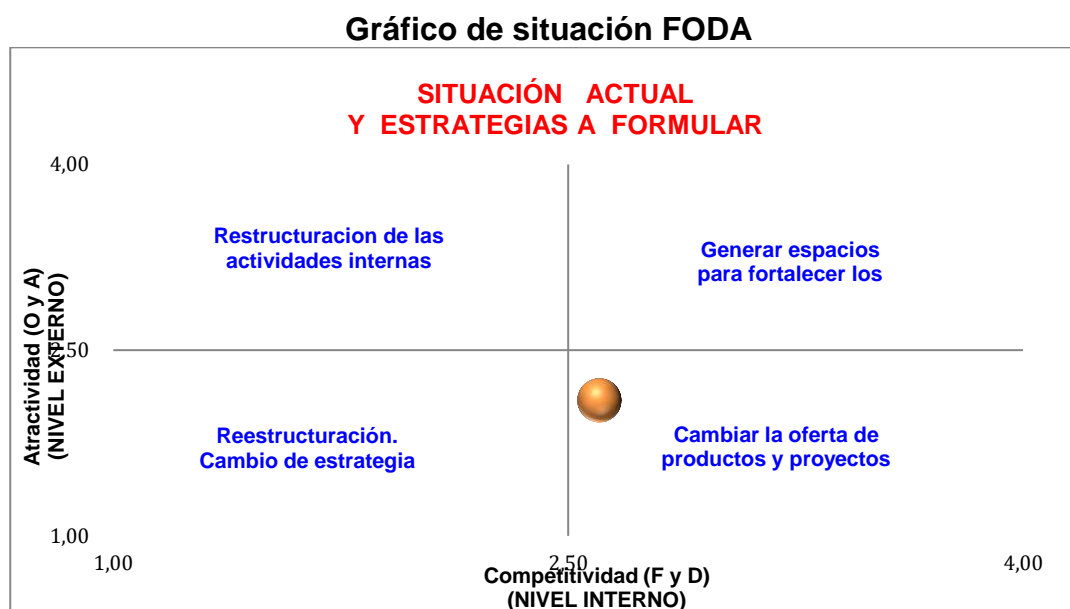 Gráfico de situación FODA
SITUACIÓN ACTUAL
Y ESTRATEGIAS A FORMULAR
4,00
Restructuracion de las
actividades internas
Generar espacios
para fortalecer los
Atractividad (O y A)
(NIVEL EXTERNO)
2,50
Reestructuración.
Cambio de estrategia
Cambiar la oferta de
productos y proyectos
1,00
1,00
2,50
4,00
Competitividad (F y D)
(NIVEL INTERNO)